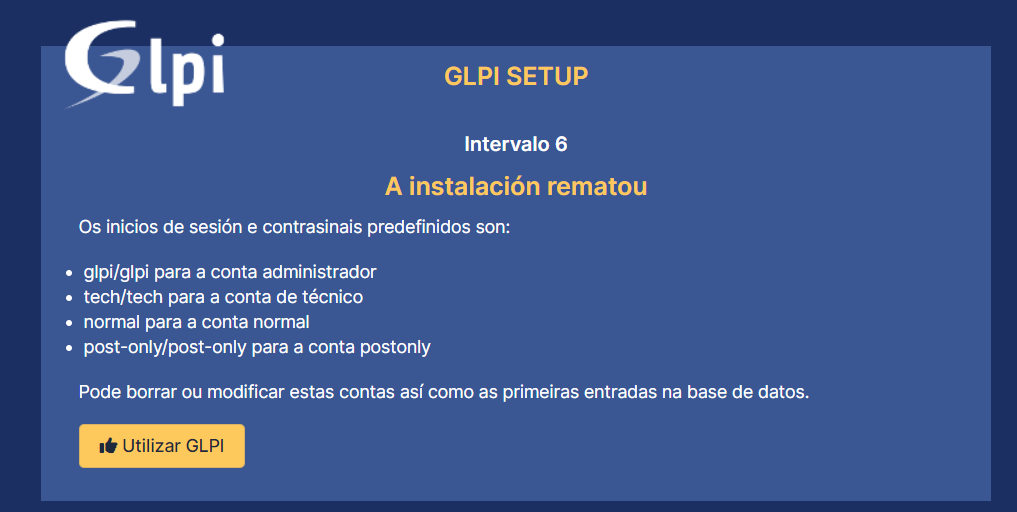 Glpi
GLPI SETUP
Intervalo 6
A instalación rematou
Os inicios de sesión e contrasinais predefinidos son:
glpi/glpi para a conta administrador
tech/tech para a conta de técnico
normal para a conta normal
post-only/post-only para a conta postonly
Pode borrar ou modificar estas contas así como as primeiras entradas na base de datos.
Utilizar GLPI